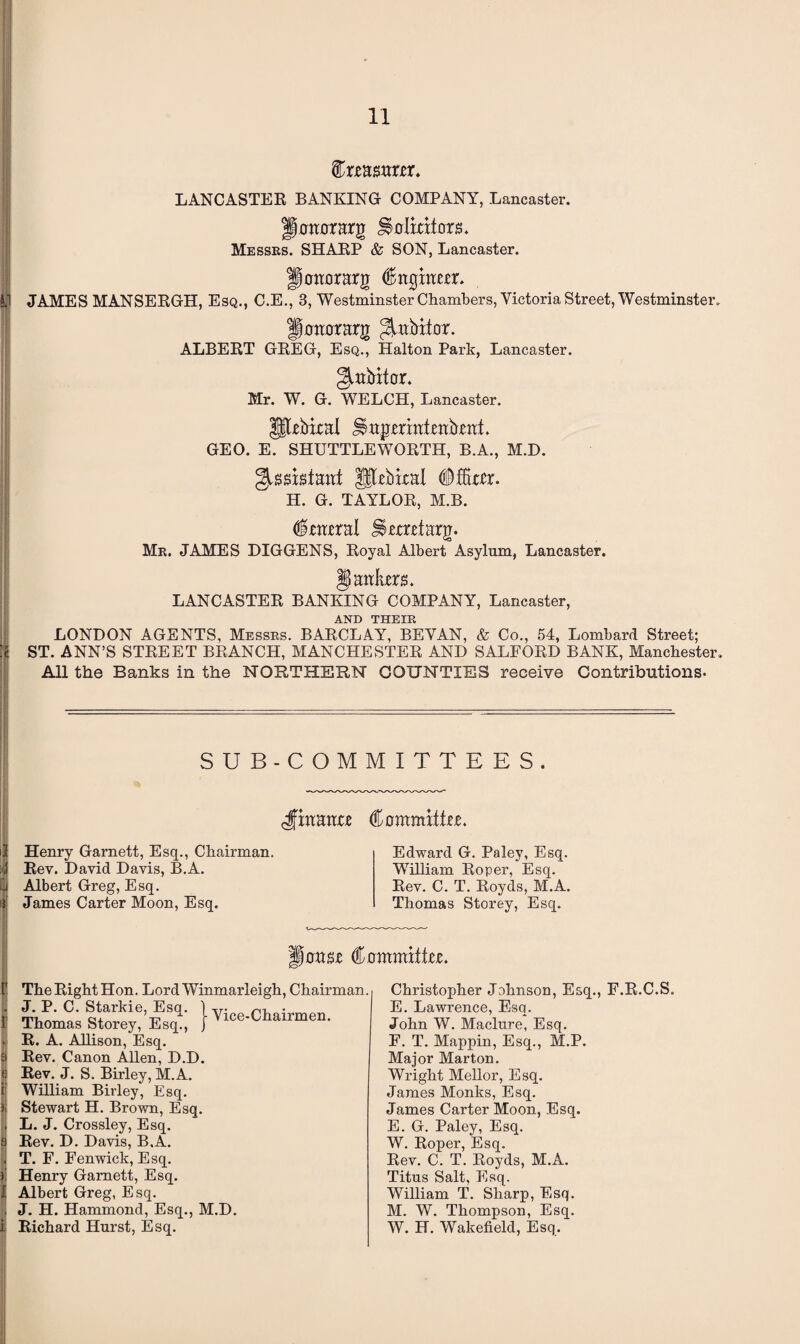 11
Treasurer.
LANCASTER BANKING COMPANY, Lancaster.
Honorary Solicitors.
Messrs. SHARP & SON, Lancaster.
Honorary Engineer.
JAMES MANSERGH, Esq., C.E., 3, Westminster Chambers, Victoria Street, Westminster.
Honorary Auditor.
ALBERT GREG, Esq., Halton Park, Lancaster.
Auditor.
Mr. W. G. WELCH, Lancaster.
Medical Superintendent.
GEO. E. SHUTTLEWORTH, B.A., M.D.
Assistant Medical Officer.
H. G. TAYLOR, M.B.
General Secretary.
Mr. JAMES DIGGENS, Royal Albert Asylum, Lancaster.
Bankers.
LANCASTER BANKING COMPANY, Lancaster,
AND THEIR
LONDON AGENTS, Messrs. BARCLAY, BEVAN, & Co., 54, Lombard Street;
ST. ANN'S STREET BRANCH, MANCHESTER AND SALFORD BANK, Manchester.
All the Banks in the NORTHERN COUNTIES receive Contributions.
SUB-COMMITTEES.
Finance Committee.
Henry Garnett, Esq., Chairman.
Rev. David Davis, B.A.
Albert Greg, Esq.
James Carter Moon, Esq.
Edward G. Paley, Esq.
William Roper, Esq.
Rev. C. T. Royds, M.A.
Thomas Storey, Esq.
House Committee.
The Right Hon. Lord Winmarleigh, Chairman.
J. P. C. Starkie, Esq. } Vice-Chairmen.
Thomas Storey, Esq.,
R. A. Allison, Esq.
Rev. Canon Allen, D.D.
Rev. J. S. Birley, M.A.
William Birley, Esq.
Stewart H. Brown, Esq.
L. J. Crossley, Esq.
Rev. D. Davis, B.A.
T. F. Fenwick, Esq.
Henry Garnett, Esq.
Albert Greg, Esq.
J. H. Hammond, Esq., M.D.
Richard Hurst, Esq.
Christopher Johnson, Esq., F.R.C.S.
E. Lawrence, Esq.
John W. Maclure, Esq.
F. T. Mappin, Esq., M.P.
Major Marton.
Wright Mellor, Esq.
James Monks, Esq.
James Carter Moon, Esq.
E. G. Paley, Esq.
W. Roper, Esq.
Rev. C. T. Royds, M.A.
Titus Salt, Esq.
William T. Sharp, Esq.
M. W. Thompson, Esq.
W. H. Wakefield, Esq.